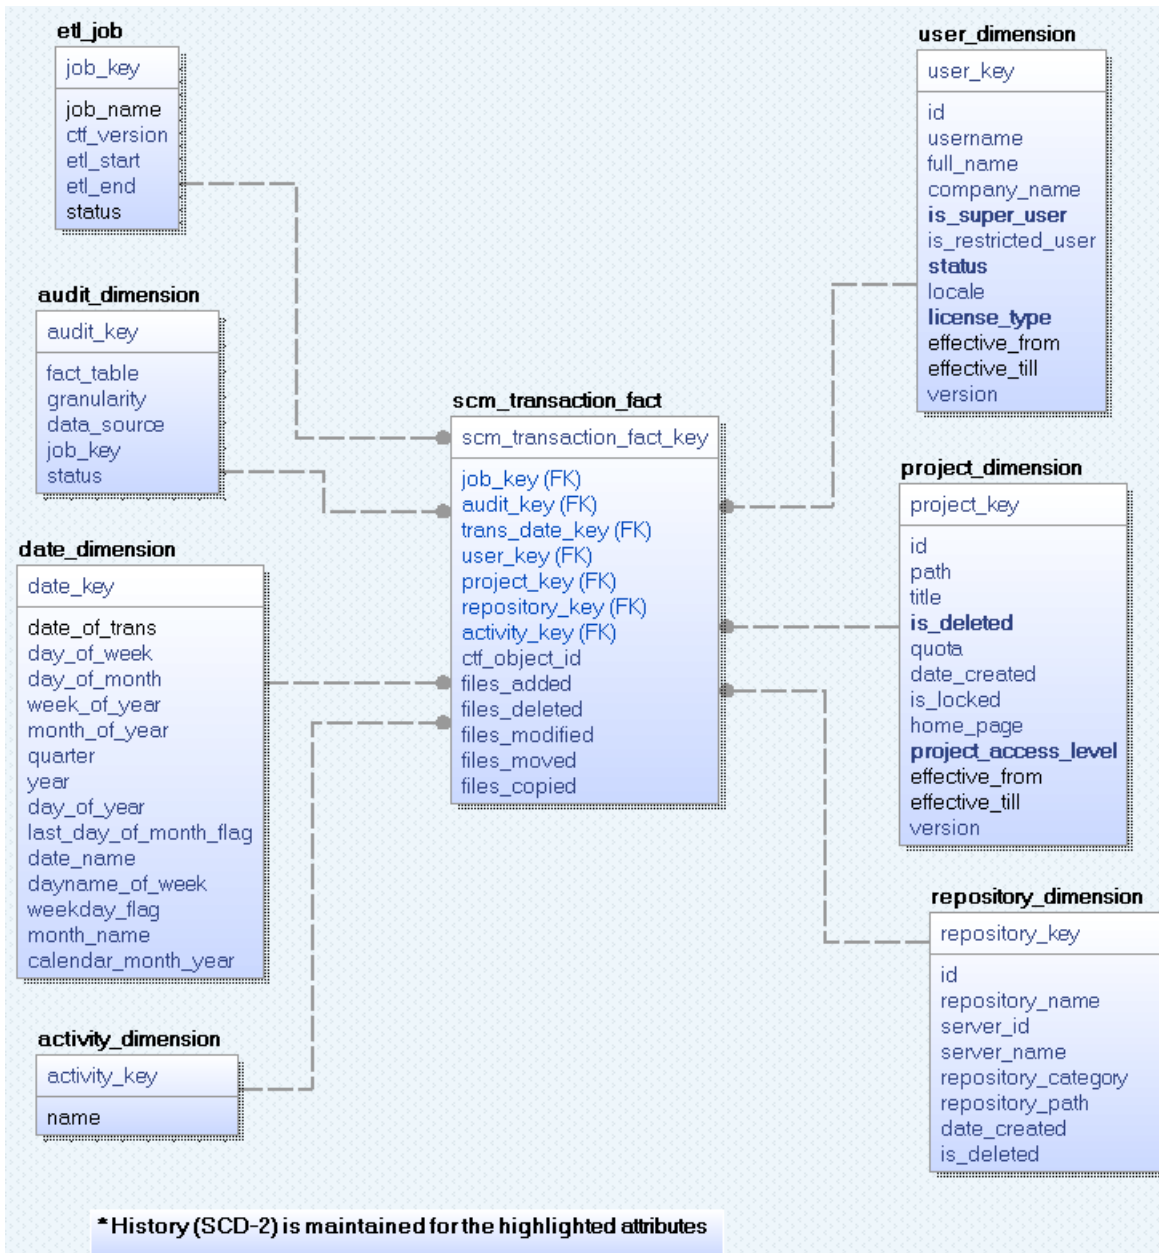 etl_job
job_key
job_name
ctf_version
etl_start
etl_end
status
audit_dimension
audit_key
fact_table
granularity
data_source
job_key
status
date_dimension
date_key
date_of_trans
day_of_week
day_of_month
week_of_year
month_of_year
quarter
year
day_of_year
last_day_of_month_flag
date_name
dayname_of_week
weekday_flag
month_name
calendar_month_year
activity_dimension
activity_key
name
scm_transaction_fact
scm_transaction_fact_key
job_key (FK)
audit_key (FK)
trans_date_key (FK)
user_key (FK)
project_key (FK)
repository_key (FK)
activity_key (FK)
ctf_object_id
files_added
files_deleted
files_modified
files_moved
files_copied
user_dimension
user_key
id
username
full_name
company_name
is_super_user
is_restricted_user
status
locale
license_type
effective_from
effective_till
version
project_dimension
project_key
id
path
title
is_deleted
quota
date_created
is_locked
home_page
project_access_level
effective_from
effective_till
version
repository_dimension
repository_key
id
repository_name
server_id
server_name
repository_category
repository_path
date_created
is_deleted
* History (SCD-2) is maintained for the highlighted attributes